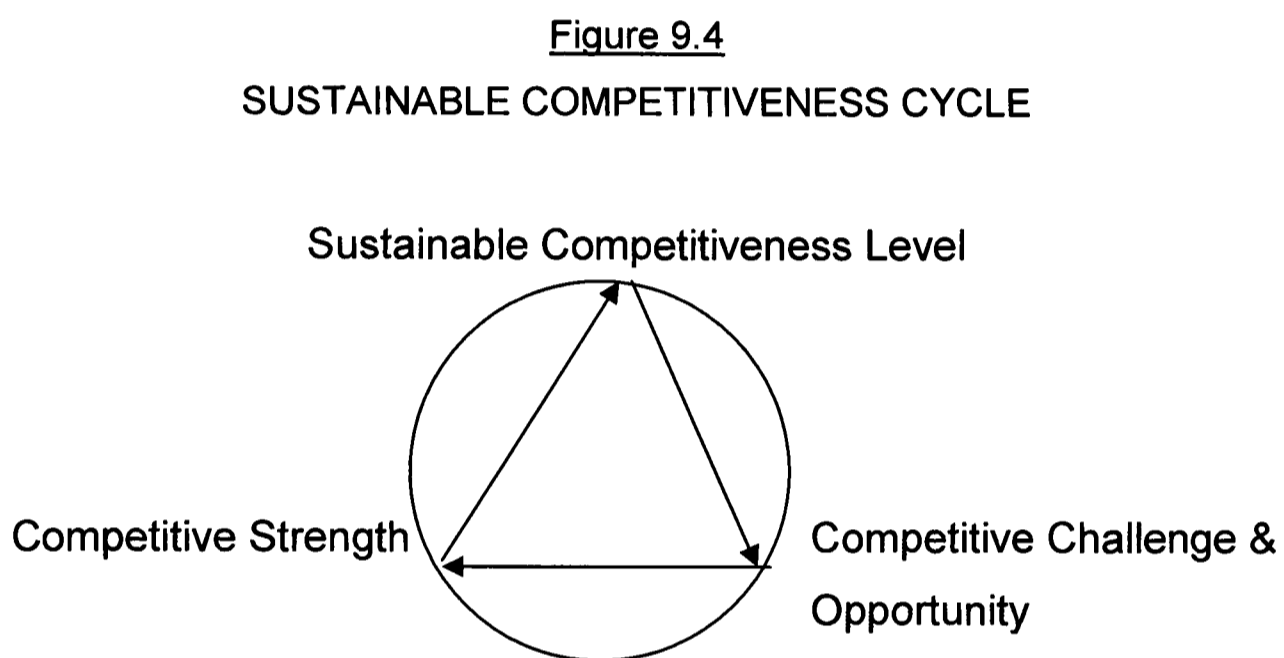 Figure 9.4
SUSTAINABLE COMPETITIVENESS CYCLE
Sustainable Competitiveness Level
Competitive Strength
Competitive Challenge &
Opportunity